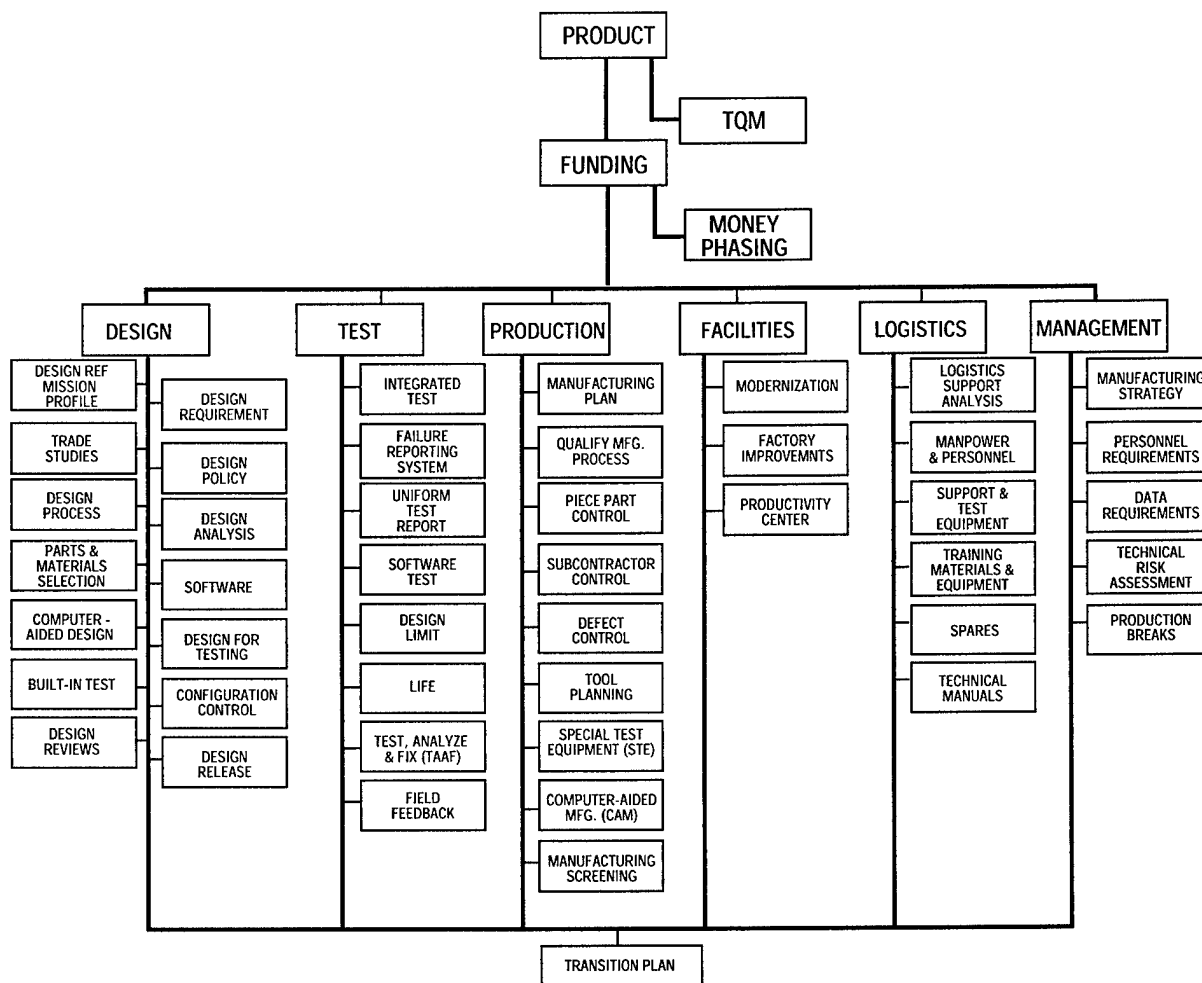 PRODUCT
TQM
FUNDING
MONEY
PHASING
DESIGN
TEST
PRODUCTION
FACILITIES
LOGISTICS
MANAGEMENT
DESIGN REF
MISSION
PROFILE
TRADE
STUDIES
DESIGN
PROCESS
PARTS &
MATERIALS
SELECTION
COMPUTER -
AIDED DESIGN
BUILT-IN TEST
DESIGN
REVIEWS
DESIGN
REQUIREMENT
DESIGN
POLICY
DESIGN
ANALYSIS
SOFTWARE
DESIGN FOR
TESTING
CONFIGURATION
CONTROL
DESIGN
RELEASE
INTEGRATED
TEST
FAILURE
REPORTING
SYSTEM
UNIFORM
TEST
REPORT
SOFTWARE
TEST
DESIGN
LIMIT
LIFE
TEST, ANALYZE
& FIX (TAAF)
FIELD
FEEDBACK
MANUFACTURING
PLAN
QUALIFY MFG.
PROCESS
PIECE PART
CONTROL
SUBCONTRACTOR
CONTROL
DEFECT
CONTROL
TOOL
PLANNING
SPECIAL TEST
EQUIPMENT (STE)
COMPUTER-AIDED
MFG. (CAM)
MANUFACTURING
SCREENING
MODERNIZATION
FACTORY
IMPROVEMNTS
PRODUCTIVITY
CENTER
LOGISTICS
SUPPORT
ANALYSIS
MANPOWER
& PERSONNEL
SUPPORT &
TEST
EQUIPMENT
TRAINING
MATERIALS &
EQUIPMENT
SPARES
TECHNICAL
MANUALS
MANUFACTURING
STRATEGY
PERSONNEL
REQUIREMENTS
DATA
REQUIREMENTS
TECHNICAL
RISK
ASSESSMENT
PRODUCTION
BREAKS
TRANSITION PLAN